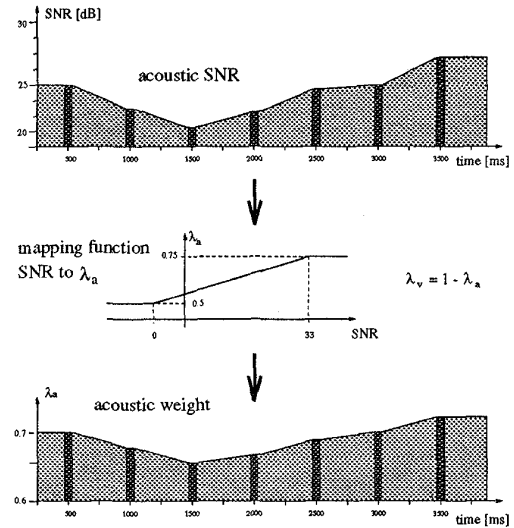 SNR [dB]
30
acoustic SNR
25
20
500 1000 1500 2000 2500 3000 3500
time [ms]
mapping function
SNR to λa
λa
0.75
λv = 1 - λa
0.5
0 33 SNR
λa
acoustic weight
0.7
0.6
500 1000 1500 2000 2500 3000 3500
time [ms]